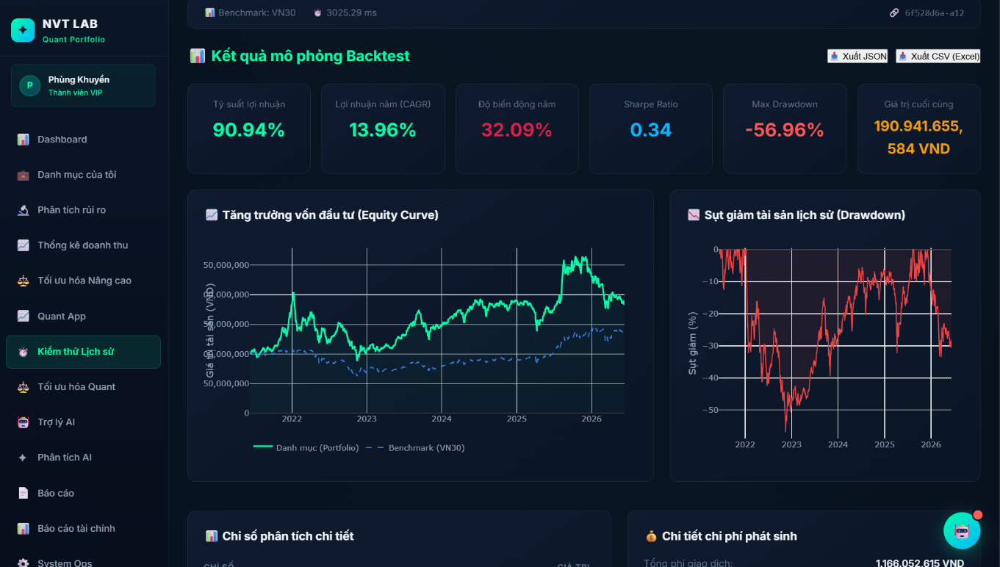 NVT LAB
Quant Portfolio
P
Phùng Khuyến
Thành viên VIP
Dashboard
Danh mục của tôi
Phân tích rủi ro
Thống kê doanh thu
Tối ưu hóa Nâng cao
Quant App
Kiểm thử Lịch sử
Tối ưu hóa Quant
Trợ lý AI
Phân tích AI
Báo cáo
Báo cáo tài chính
System Ops
Benchmark: VN30
3025.29 ms
6f528d6a-a12
Kết quả mô phỏng Backtest
Xuất JSON
Xuất CSV (Excel)
Tỷ suất lợi nhuận
90.94%
Lợi nhuận năm (CAGR)
13.96%
Độ biến động năm
32.09%
Sharpe Ratio
0.34
Max Drawdown
-56.96%
Giá trị cuối cùng
190.941.655,
584 VND
Tăng trưởng vốn đầu tư (Equity Curve)
Giá trị tài sản (VND)
50,000,000
00,000,000
50,000,000
00,000,000
50,000,000
0
2022
2023
2024
2025
2026
Danh mục (Portfolio)
Benchmark (VN30)
Sụt giảm tài sản lịch sử (Drawdown)
Sụt giảm (%)
0
−10
−20
−30
−40
−50
2022
2023
2024
2025
2026
Chỉ số phân tích chi tiết
CHỈ SỐ
GIÁ TRỊ
Chi tiết chi phí phát sinh
Tổng phí giao dịch:
1.166.052,615 VND